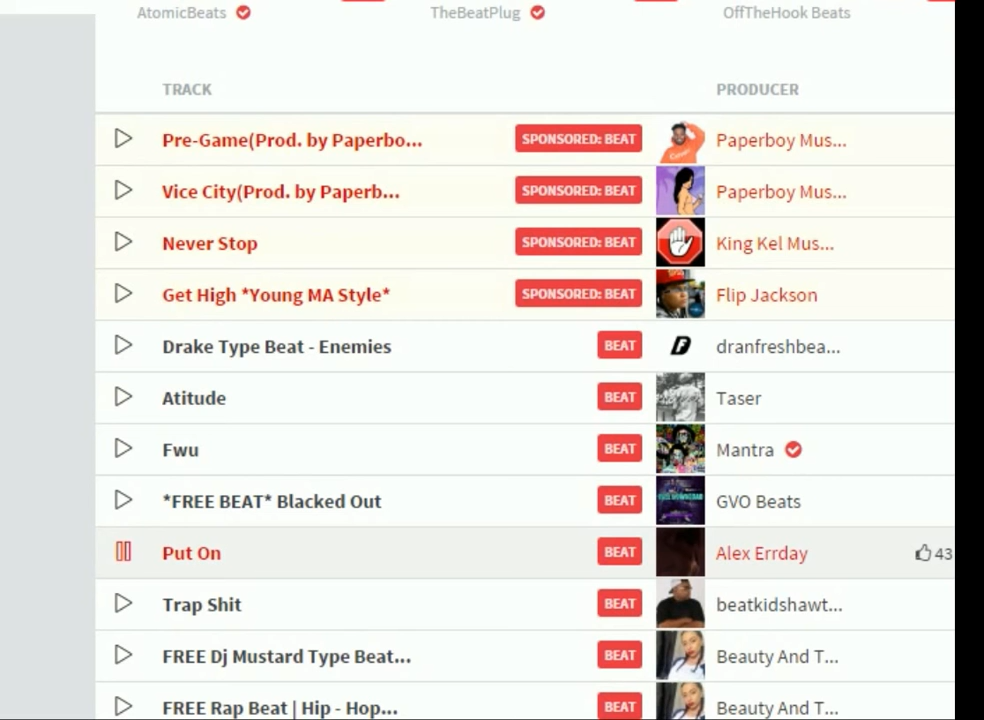 AtomicBeats TheBeatPlug OffTheHook Beats
TRACK PRODUCER
Pre-Game(Prod. by Paperbo... SPONSORED: BEAT Paperboy Mus...
Vice City(Prod. by Paperb... SPONSORED: BEAT Paperboy Mus...
Never Stop SPONSORED: BEAT King Kel Mus...
Get High *Young MA Style* SPONSORED: BEAT Flip Jackson
Drake Type Beat - Enemies BEAT dranfreshbea...
Atitude BEAT Taser
Fwu BEAT Mantra
*FREE BEAT* Blacked Out BEAT GVO Beats
Put On BEAT Alex Errday 43
Trap Shit BEAT beatkidshawt...
FREE Dj Mustard Type Beat... BEAT Beauty And T...
FREE Rap Beat | Hip - Hop... BEAT Beauty And T...